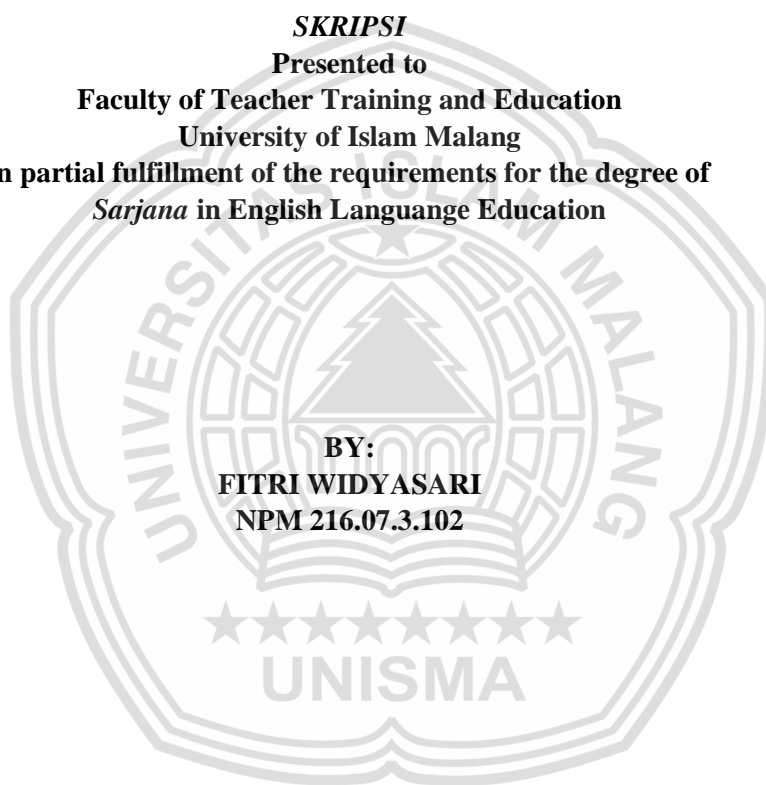 SKRIPSI
Presented to
Faculty of Teacher Training and Education
University of Islam Malang
n partial fulfillment of the requirements for the degree of
Sarjana in English Languange Education
UNIVERSITAS ISLAM MALANG
BY:
FITRI WIDYASARI
NPM 216.07.3.102
UNISMA